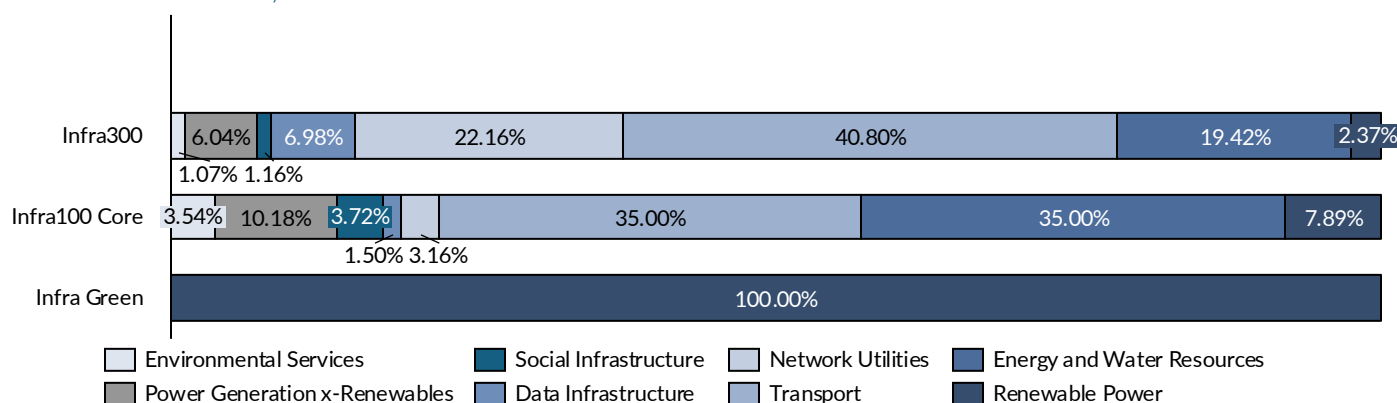 Infra300 6.04% 6.98% 22.16% 40.80% 19.42% 2.37%
1.07% 1.16%
Infra100 Core 3.54% 10.18% 3.72% 35.00% 35.00% 7.89%
1.50% 3.16%
Infra Green 100.00%
Environmental Services Social Infrastructure Network Utilities Energy and Water Resources
Power Generation x-Renewables Data Infrastructure Transport Renewable Power